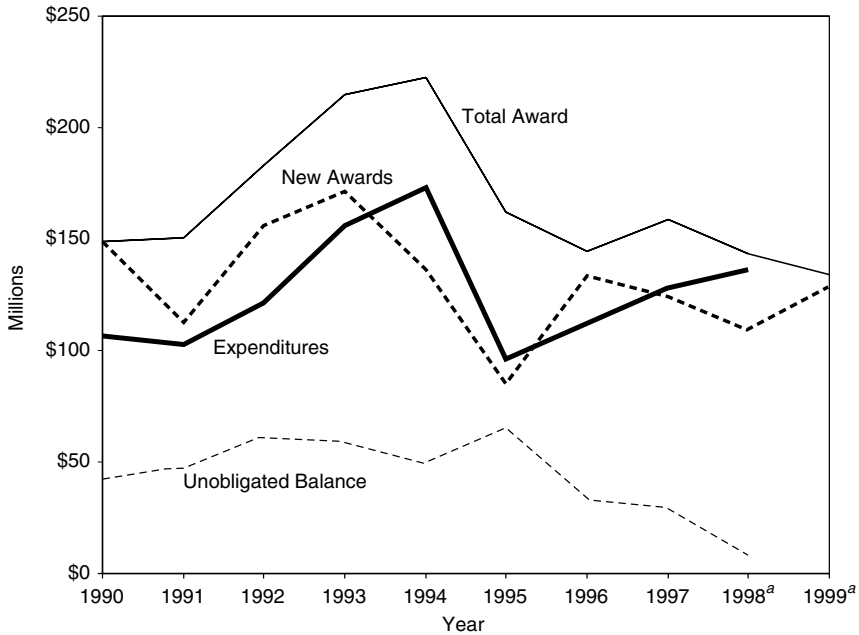 $250
$200
$150
$100
$50
$0
Millions
Total Award
New Awards
Expenditures
Unobligated Balance
1990 1991 1992 1993 1994 1995 1996 1997 1998a 1999a
Year